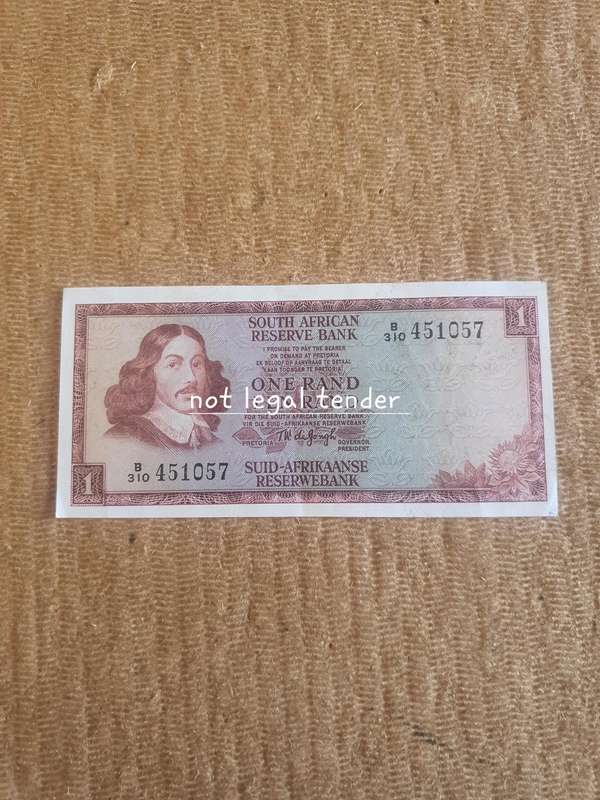 1
SOUTH AFRICAN
RESERVE BANK
B
310 451057
I PROMISE TO PAY THE BEARER
ON DEMAND AT PRETORIA
EK BELOOF OM AANVRAAG TE BETAAL
AAN TOONDER TE PRETORIA
ONE RAND
not legal tender
FOR THE SOUTH AFRICAN RESERVE BANK
VIR DIE SUID-AFRIKAANSE RESERWEBANK
PRETORIA
GOVERNOR.
PRESIDENT.
B
310 451057
SUID-AFRIKAANSE
RESERWEBANK
1